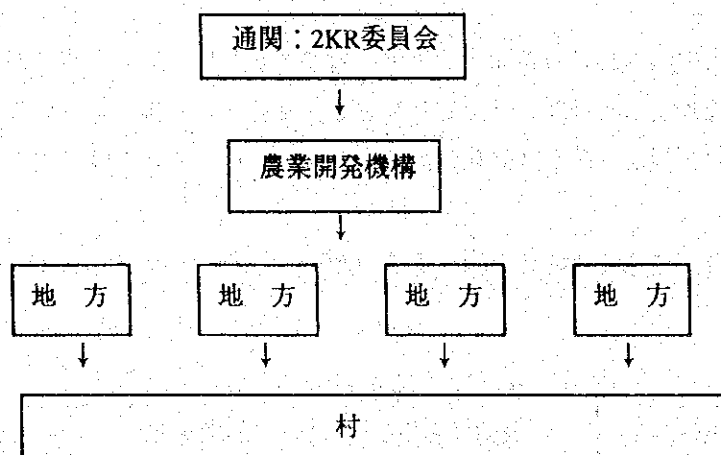 通関：2KR委員会
↓
農業開発機構
↓
地　方　地　方　地　方　地　方
↓　↓　↓　↓
村